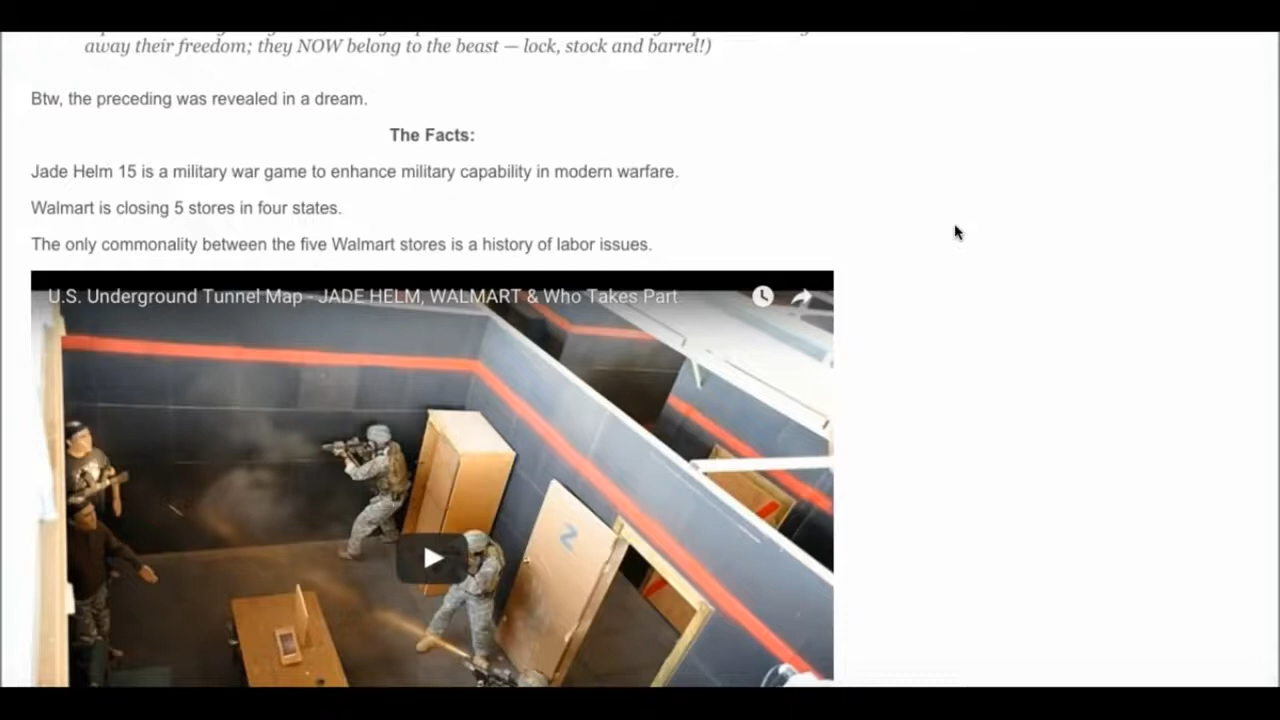 away their freedom; they NOW belong to the beast — lock, stock and barrel!)
Btw, the preceding was revealed in a dream.
The Facts:
Jade Helm 15 is a military war game to enhance military capability in modern warfare.
Walmart is closing 5 stores in four states.
The only commonality between the five Walmart stores is a history of labor issues.
U.S. Underground Tunnel Map - JADE HELM, WALMART & Who Takes Part
2